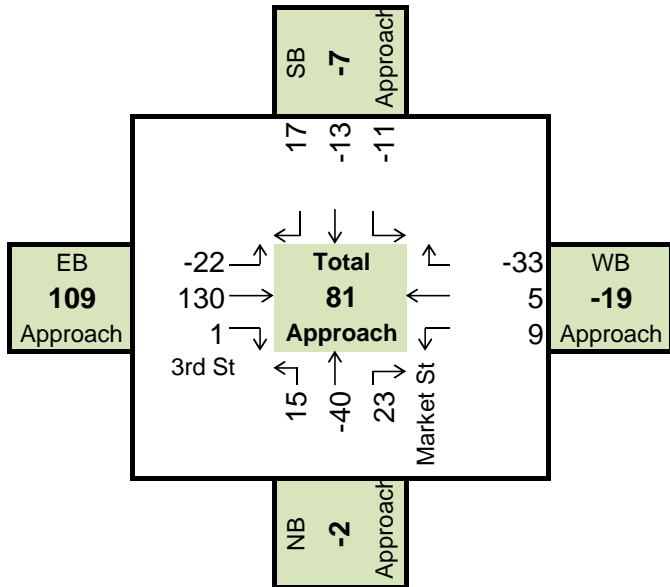 SB
-7
Approach
17
-13
-11
-22
130
1
3rd St
EB
109
Approach
Total
81
Approach
-33
5
9
WB
-19
Approach
15
-40
23
Market St
NB
-2
Approach